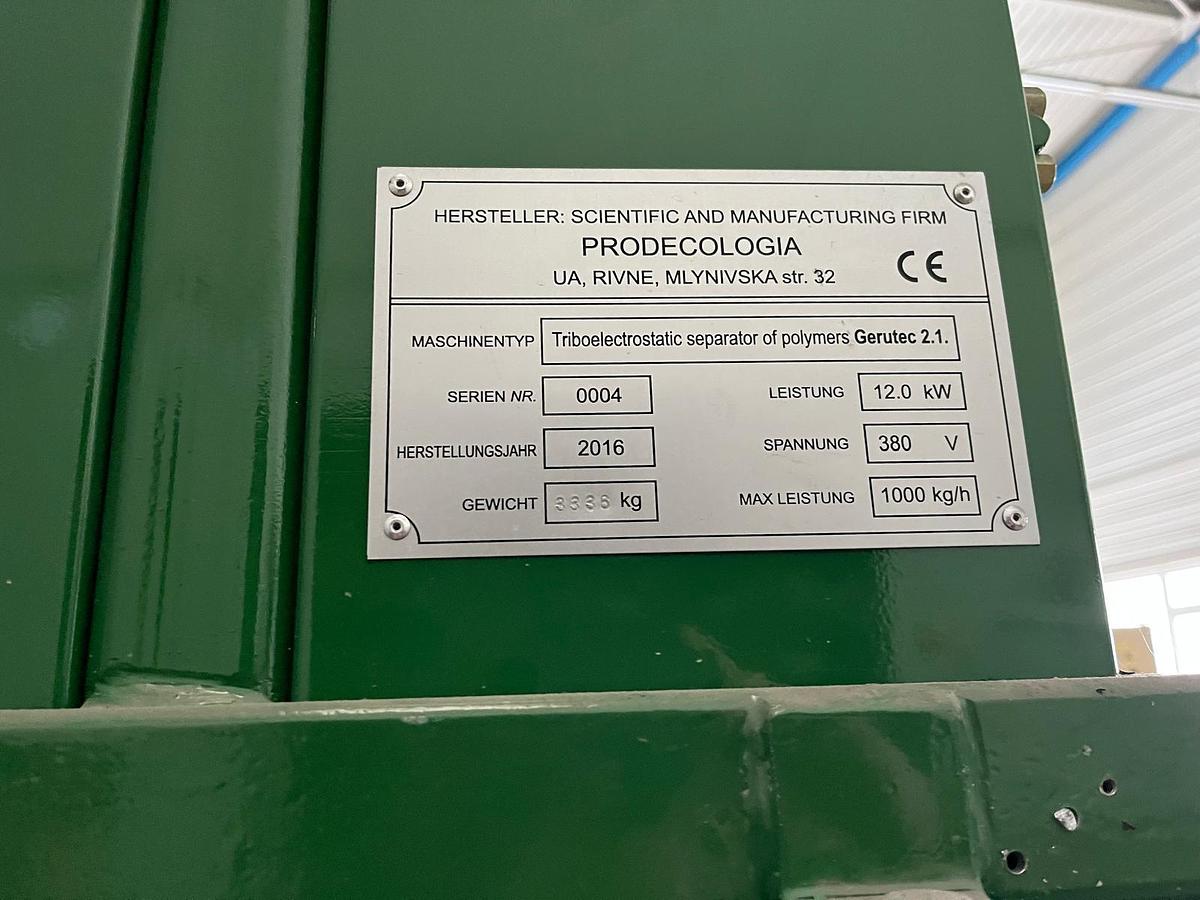 HERSTELLER: SCIENTIFIC AND MANUFACTURING FIRM
PRODECOLOGIA
UA, RIVNE, MLYNIVSKA str. 32
CE
MASCHINENTYP Triboelectrostatic separator of polymers Gerutec 2.1.
SERIEN NR. 0004 LEISTUNG 12.0 kW
HERSTELLUNGSJAHR 2016 SPANNUNG 380 V
GEWICHT 3336 kg MAX LEISTUNG 1000 kg/h